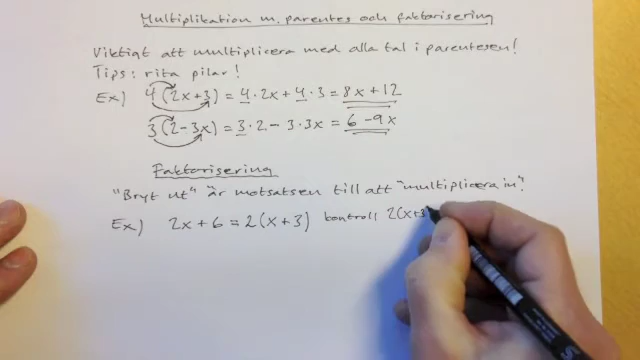 Multiplikation m. parentes och faktorisering
Viktigt att multiplicera med alla tal i parentesen!
Tips: rita pilar!
Ex) 4(2x+3) = 4·2x + 4·3 = 8x + 12
3(2-3x) = 3·2 - 3·3x = 6 - 9x
Faktorisering
"Bryt ut" är motsatsen till att "multiplicera in".
Ex) 2x + 6 = 2(x+3) kontroll 2(x+3